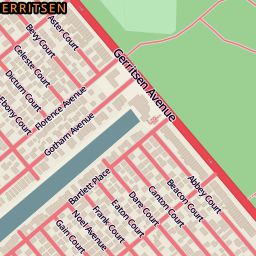 ERRITSEN
Aster Court
Bevy Court
Celeste Court
Dictum Court
Ebony Court
Florence Avenue
Gotham Avenue
Gerritsen Avenue
Bartlett Place
Abbey Court
Beacon Court
Canton Court
Dare Court
Eaton Court
Frank Court
Noel Avenue
Gain Court